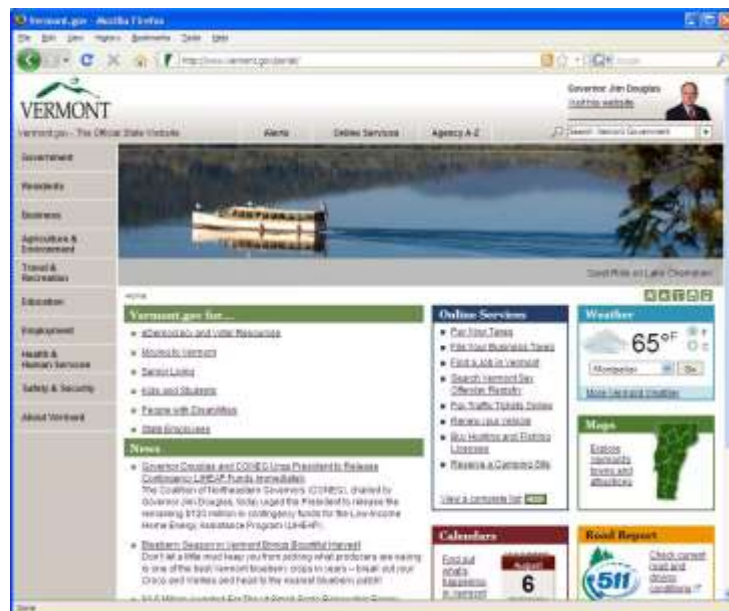 Vermont.gov - Mozilla Firefox
File Edit View History Bookmarks Tools Help
http://www.vermont.gov/portal/
Governor Jim Douglas
Visit his website
VERMONT
Vermont.gov - The Official State Website
Alerts Online Services Agency A-Z
Search Vermont Government
Government
Residents
Business
Agriculture &
Environment
Travel &
Recreation
Education
Employment
Health &
Human Services
Safety & Security
About Vermont
Home
Vermont.gov for...
eDemocracy and Voter Resources
Moving to Vermont
Senior Living
Kids and Students
People with Disabilities
State Employees
News
Governor Douglas and CONEG Urge President to Release
Contingency LIHEAP Funds Immediately
The Coalition of Northeastern Governors (CONEG), chaired by
Governor Jim Douglas, today urged the President to release the
remaining $120 million in contingency funds for the Low-Income
Home Energy Assistance Program (LIHEAP).
Blueberry Season in Vermont Brings Bountiful Harvest
Don't let a little mud keep you from picking what producers are saying
is one of the best Vermont blueberry crops in years -- break out your
Crocs and Wellies and head to the nearest blueberry patch!
Online Services
Pay Your Taxes
File Your Business Taxes
Find a Job in Vermont
Search Vermont Sex
Offender Registry
Pay Traffic Tickets Online
Renew your Vehicle
Buy Hunting and Fishing
Licenses
Reserve a Camping Site
View a complete list
Calendars
Find out
what's
happening
in Vermont
August
6
Weather
65° F
Montpelier Go
More Vermont Weather
Maps
Explore
Vermont's
towns and
attractions
Road Report
511
Check current
road and
driving
conditions
Done